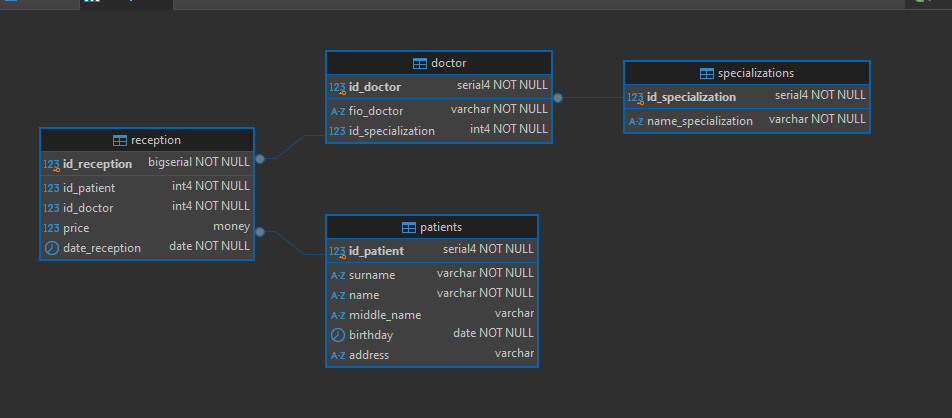 doctor
123 id_doctor serial4 NOT NULL
A-Z fio_doctor varchar NOT NULL
123 id_specialization int4 NOT NULL
specializations
123 id_specialization serial4 NOT NULL
A-Z name_specialization varchar NOT NULL
reception
123 id_reception bigserial NOT NULL
123 id_patient int4 NOT NULL
123 id_doctor int4 NOT NULL
123 price money
date_reception date NOT NULL
patients
123 id_patient serial4 NOT NULL
A-Z surname varchar NOT NULL
A-Z name varchar NOT NULL
A-Z middle_name varchar
birthday date NOT NULL
A-Z address varchar